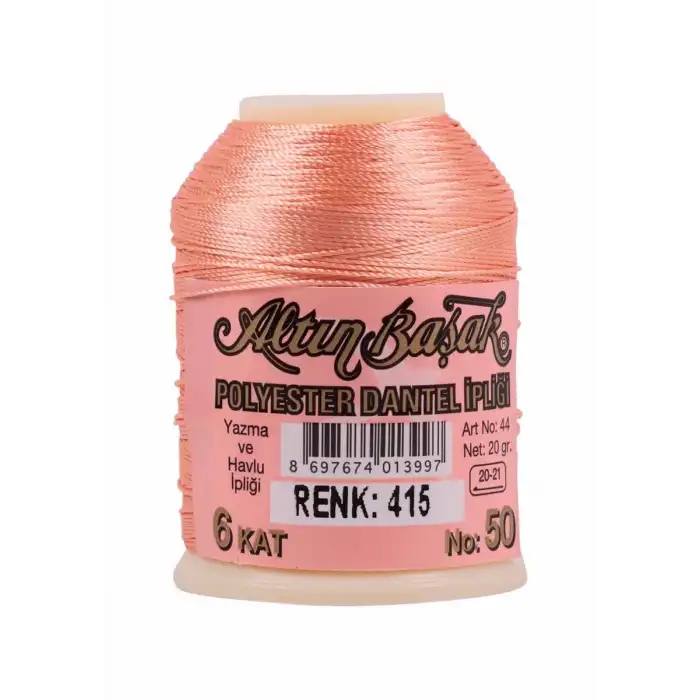 Altın Başak ®
POLYESTER DANTEL İPLİĞİ
Yazma
ve
Havlu
İpliği
8 697674 013997
Art No: 44
Net: 20 gr.
20-21
RENK: 415
6 KAT
No: 50